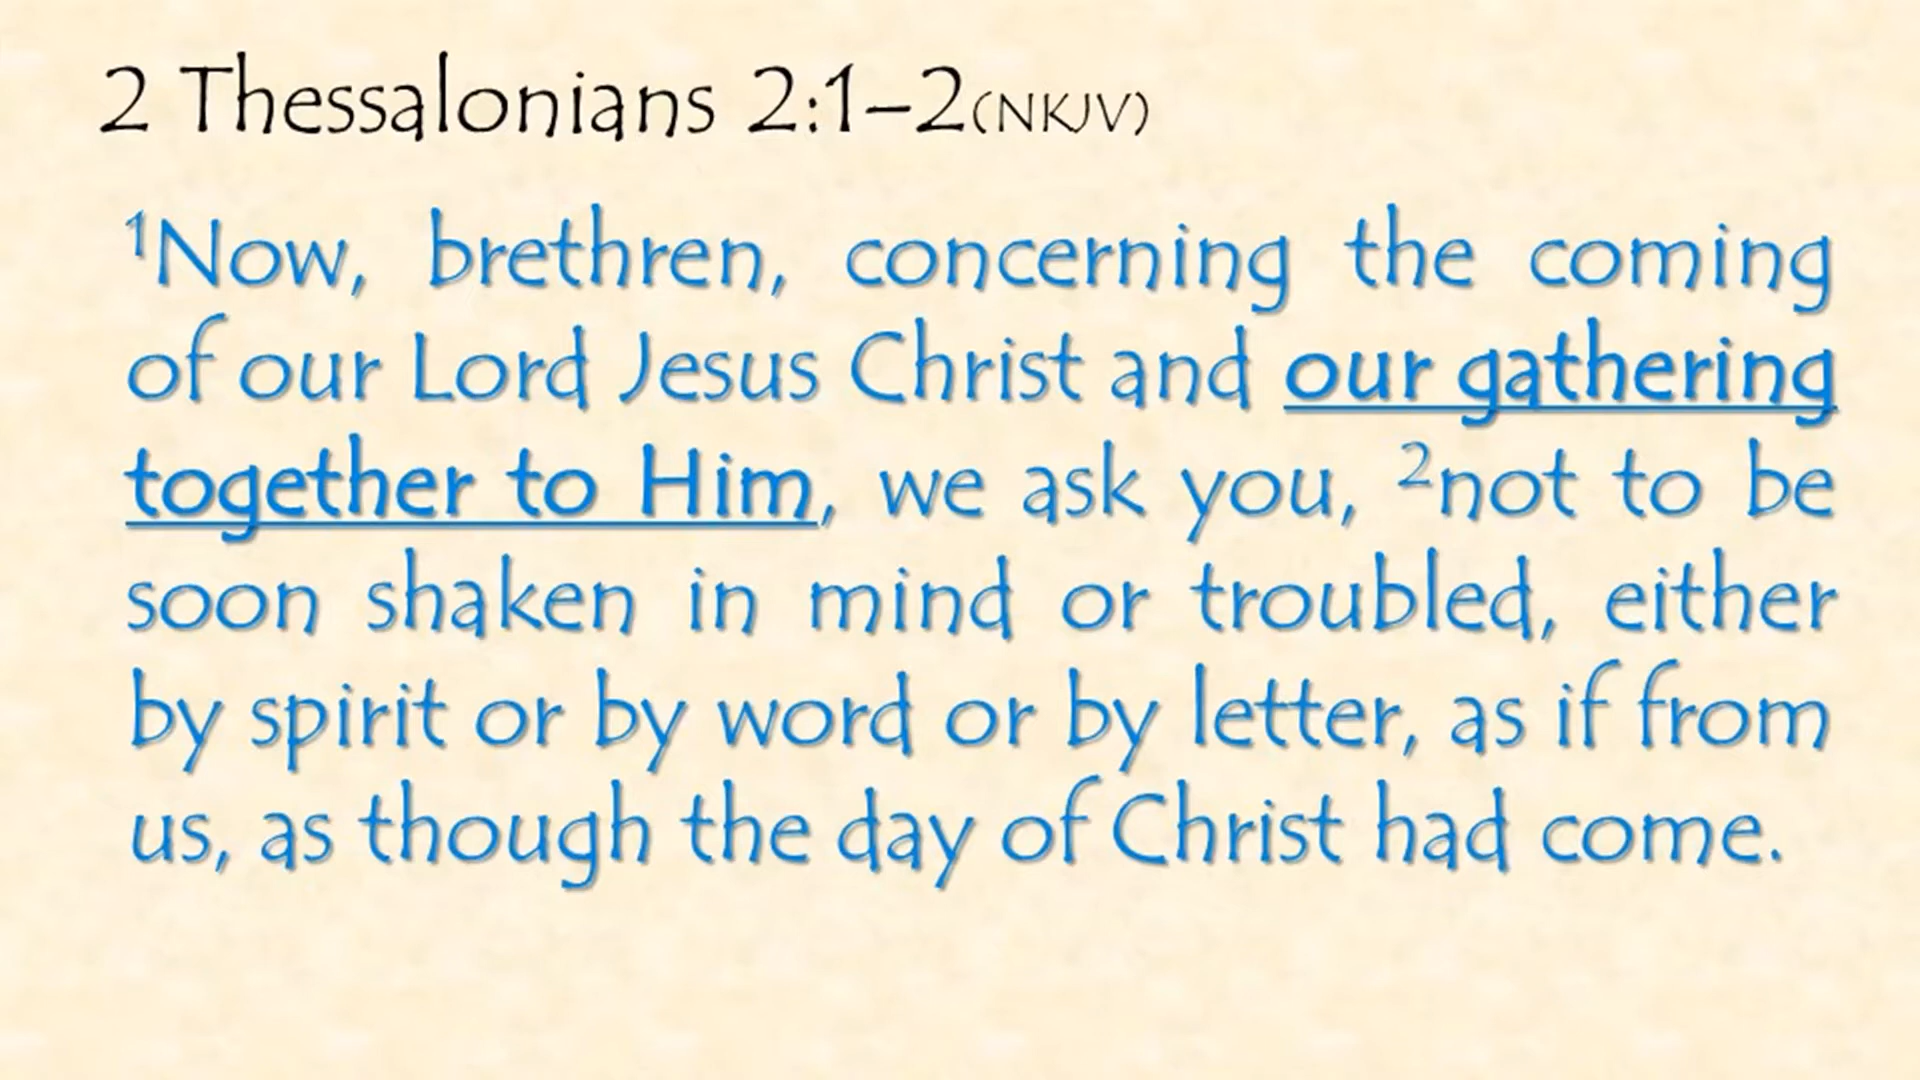 2 Thessalonians 2:1–2(NKJV)
¹Now, brethren, concerning the coming
of our Lord Jesus Christ and our gathering
together to Him, we ask you, ²not to be
soon shaken in mind or troubled, either
by spirit or by word or by letter, as if from
us, as though the day of Christ had come.